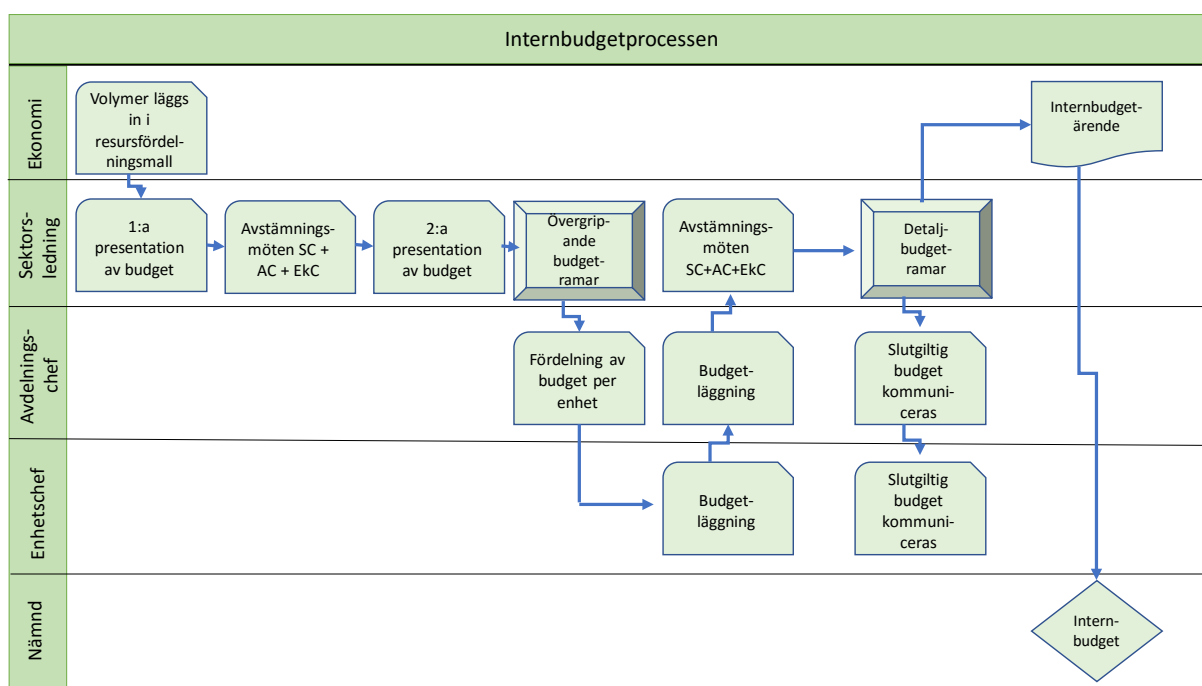 Internbudgetprocessen
Ekonomi
Volymer läggs
in i
resursfördel-
ningsmall
Internbudget-
ärende
Sektors-
ledning
1:a
presentation
av budget
Avstämnings-
möten SC +
AC + EkC
2:a
presentation
av budget
Övergrip-
ande
budget-
ramar
Avstämnings-
möten
SC+AC+EkC
Detalj-
budget-
ramar
Avdelnings-
chef
Fördelning av
budget per
enhet
Budget-
läggning
Slutgiltig
budget
kommuni-
ceras
Enhetschef
Budget-
läggning
Slutgiltig
budget
kommuni-
ceras
Nämnd
Intern-
budget